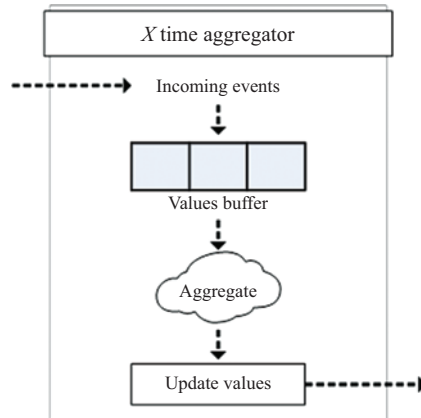 X time aggregator
Incoming events
Values buffer
Aggregate
Update values